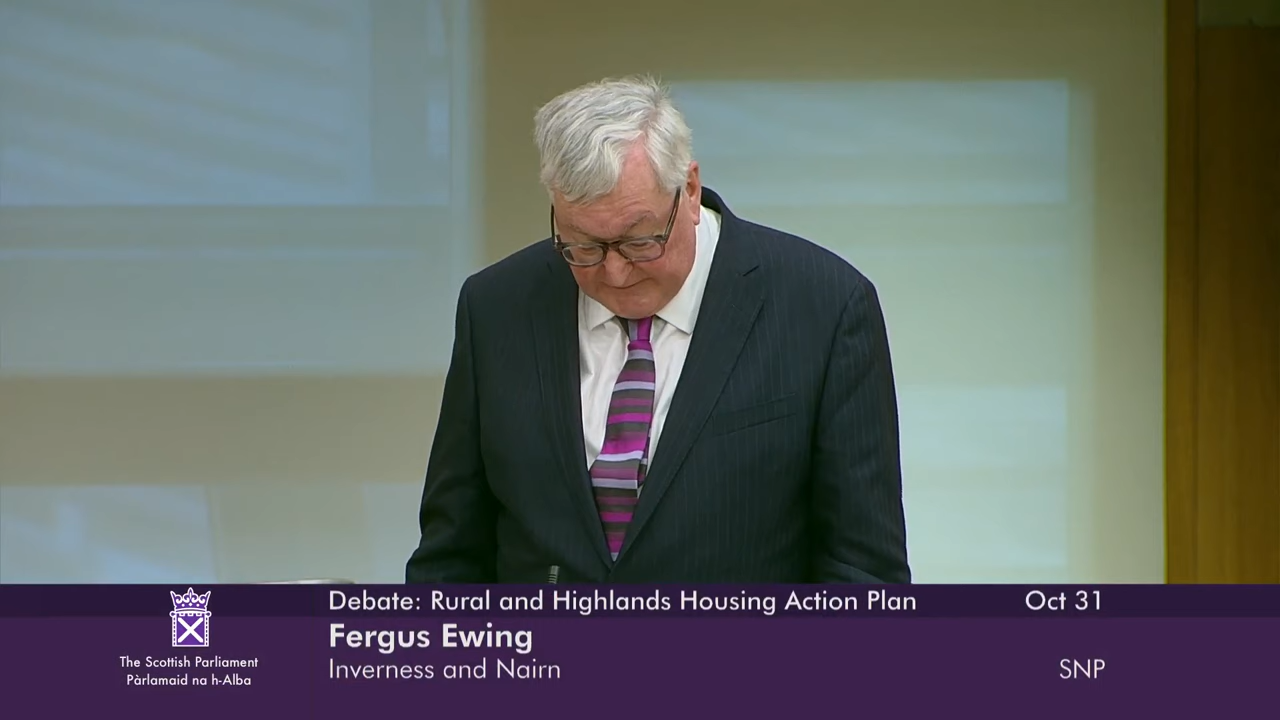 Debate: Rural and Highlands Housing Action Plan Oct 31
Fergus Ewing
Inverness and Nairn SNP
The Scottish Parliament
Pàrlamaid na h-Alba